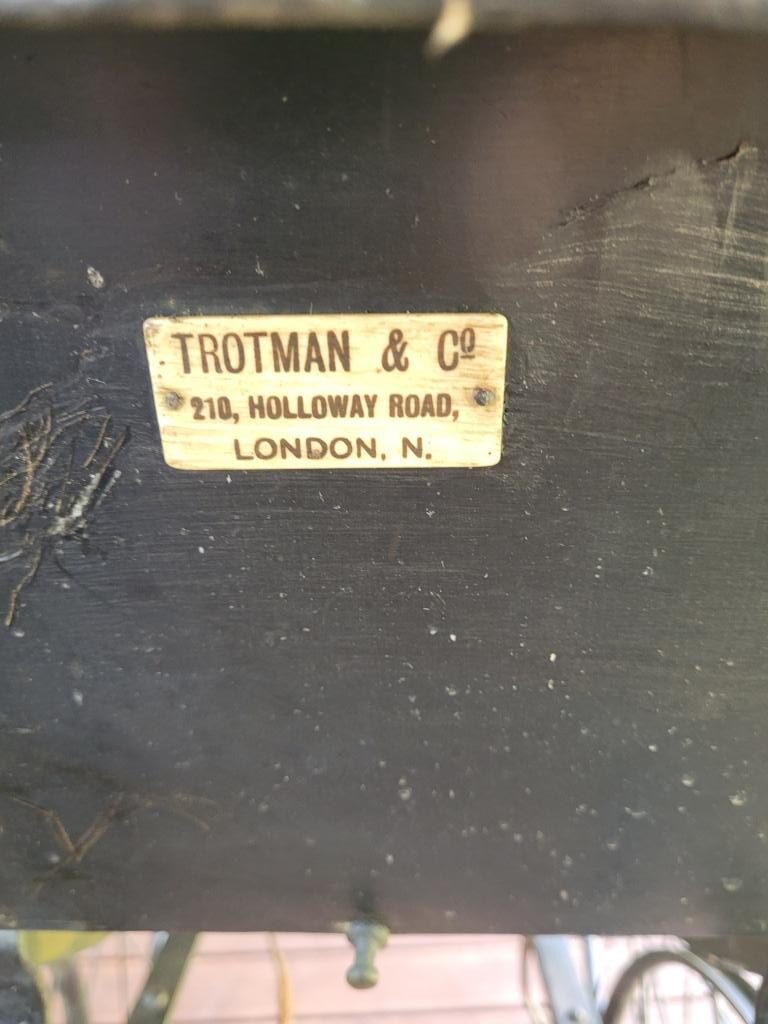 TROTMAN & Cº
210, HOLLOWAY ROAD,
LONDON. N.